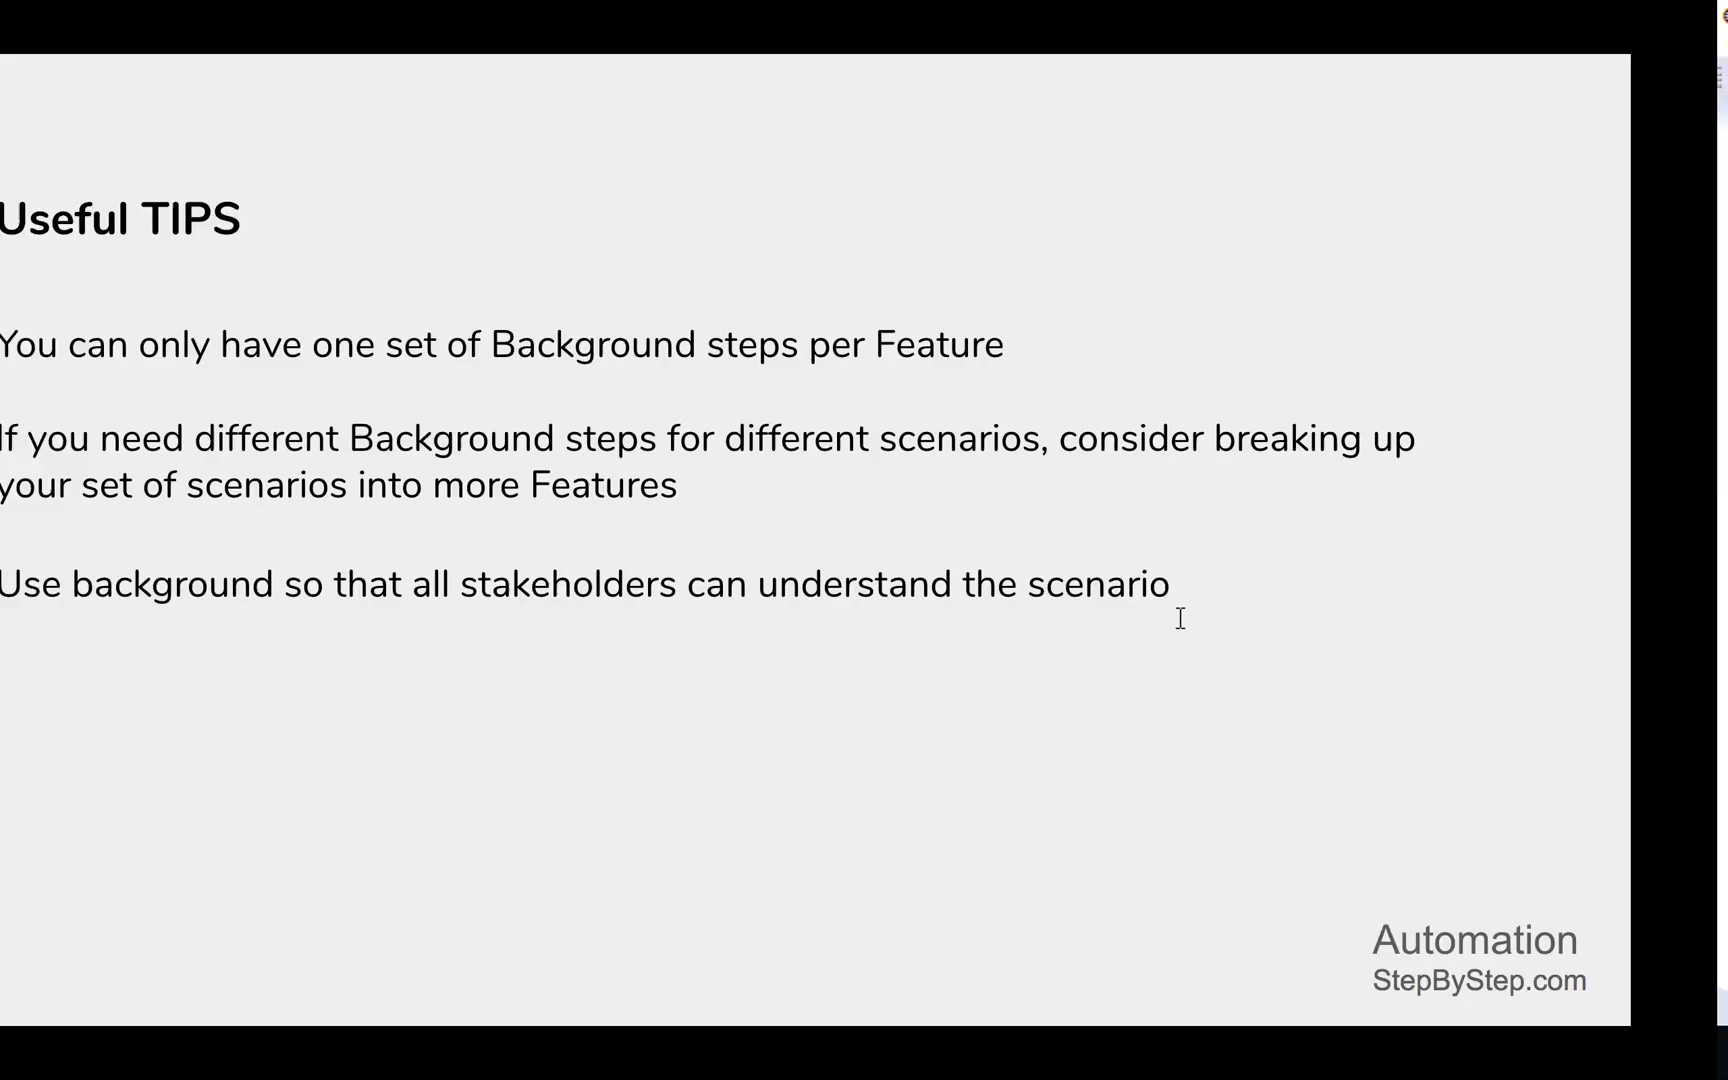 Useful TIPS
You can only have one set of Background steps per Feature
If you need different Background steps for different scenarios, consider breaking up
your set of scenarios into more Features
Use background so that all stakeholders can understand the scenario
Automation
StepByStep.com